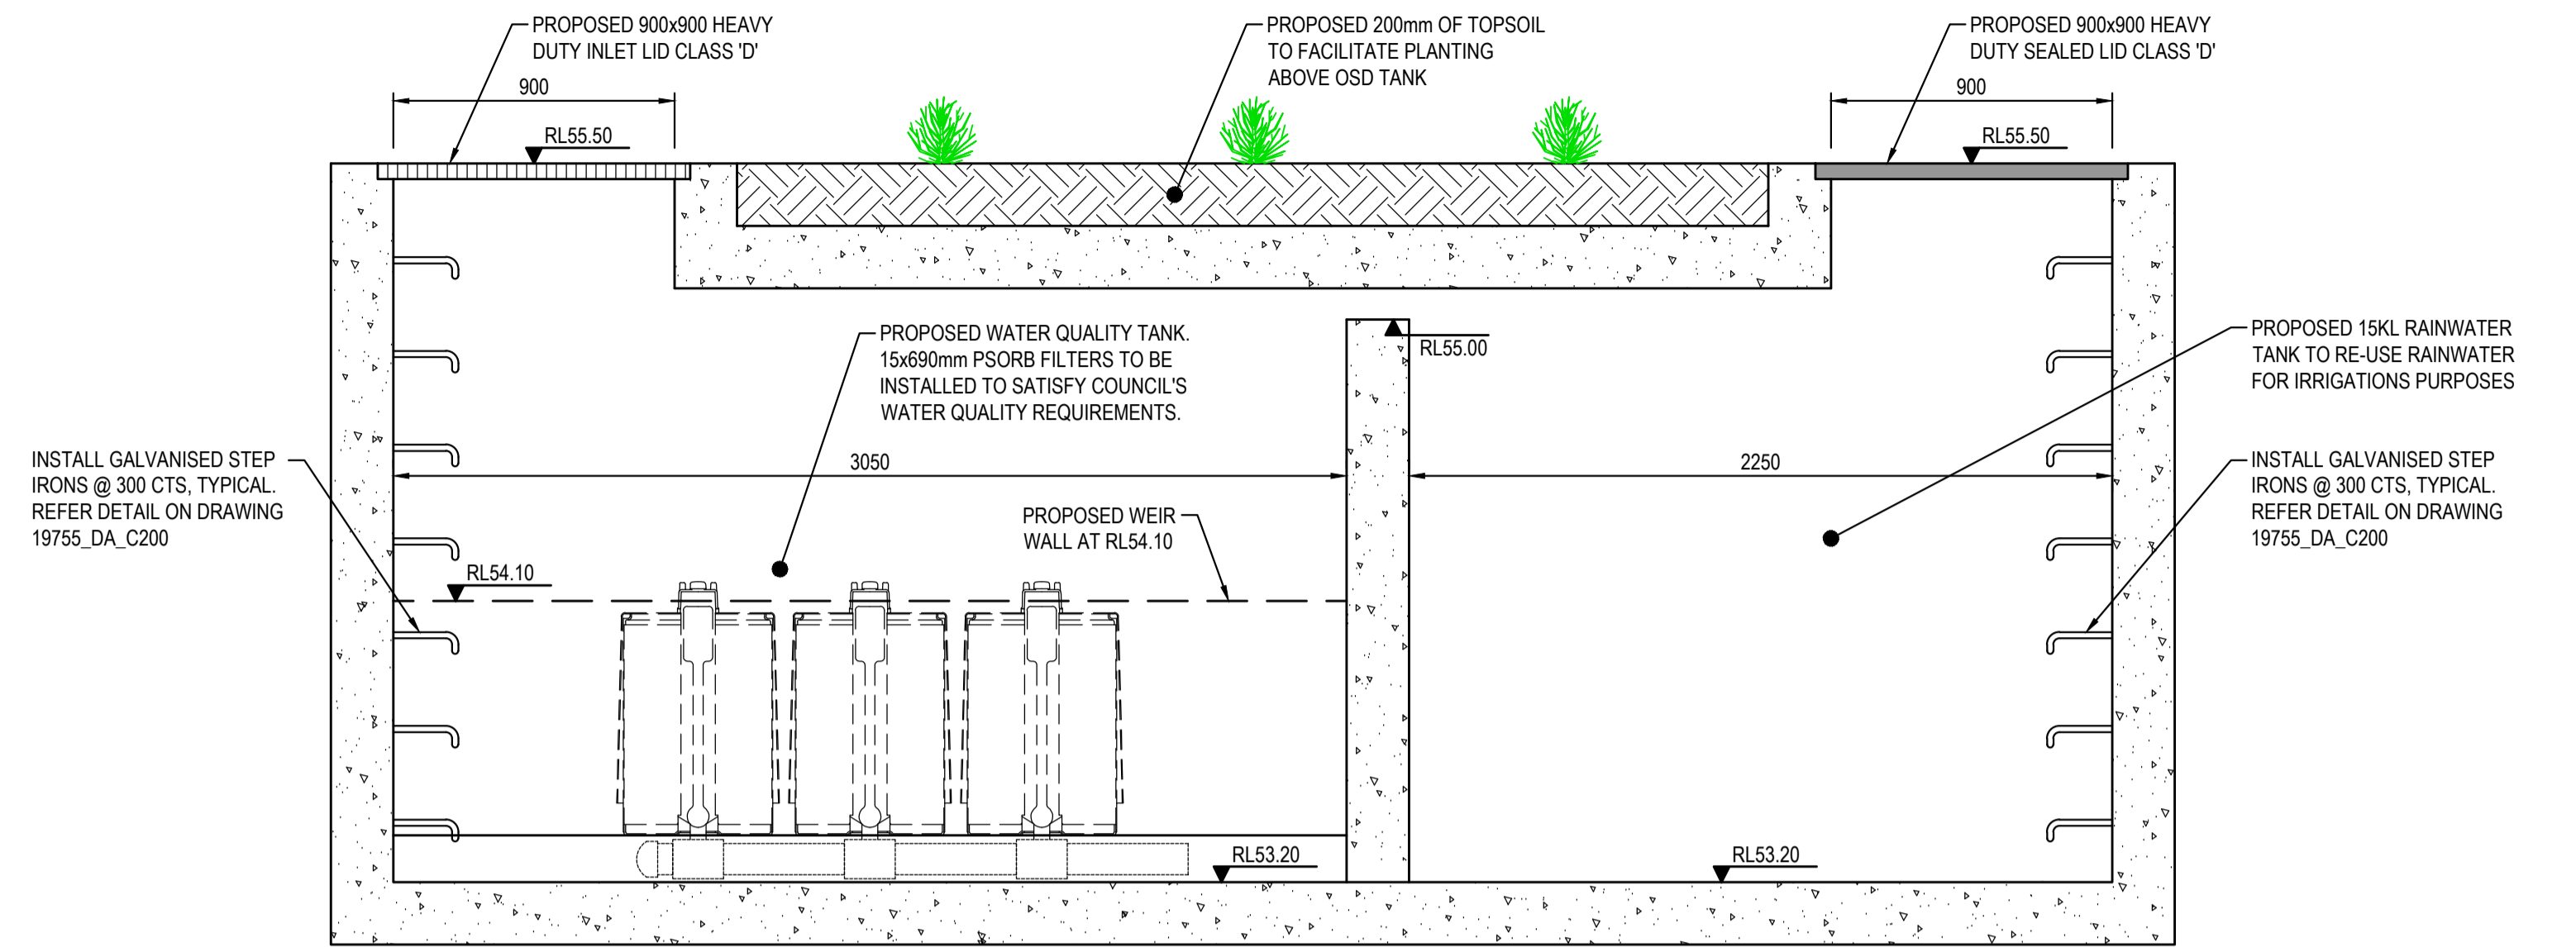 PROPOSED 900x900 HEAVY
DUTY INLET LID CLASS 'D'
PROPOSED 200mm OF TOPSOIL
TO FACILITATE PLANTING
ABOVE OSD TANK
PROPOSED 900x900 HEAVY
DUTY SEALED LID CLASS 'D'
900
900
RL55.50
RL55.50
PROPOSED WATER QUALITY TANK.
15x690mm PSORB FILTERS TO BE
INSTALLED TO SATISFY COUNCIL'S
WATER QUALITY REQUIREMENTS.
RL55.00
PROPOSED 15KL RAINWATER
TANK TO RE-USE RAINWATER
FOR IRRIGATIONS PURPOSES
INSTALL GALVANISED STEP
IRONS @ 300 CTS, TYPICAL.
REFER DETAIL ON DRAWING
19755_DA_C200
3050
2250
INSTALL GALVANISED STEP
IRONS @ 300 CTS, TYPICAL.
REFER DETAIL ON DRAWING
19755_DA_C200
PROPOSED WEIR
WALL AT RL54.10
RL54.10
RL53.20
RL53.20